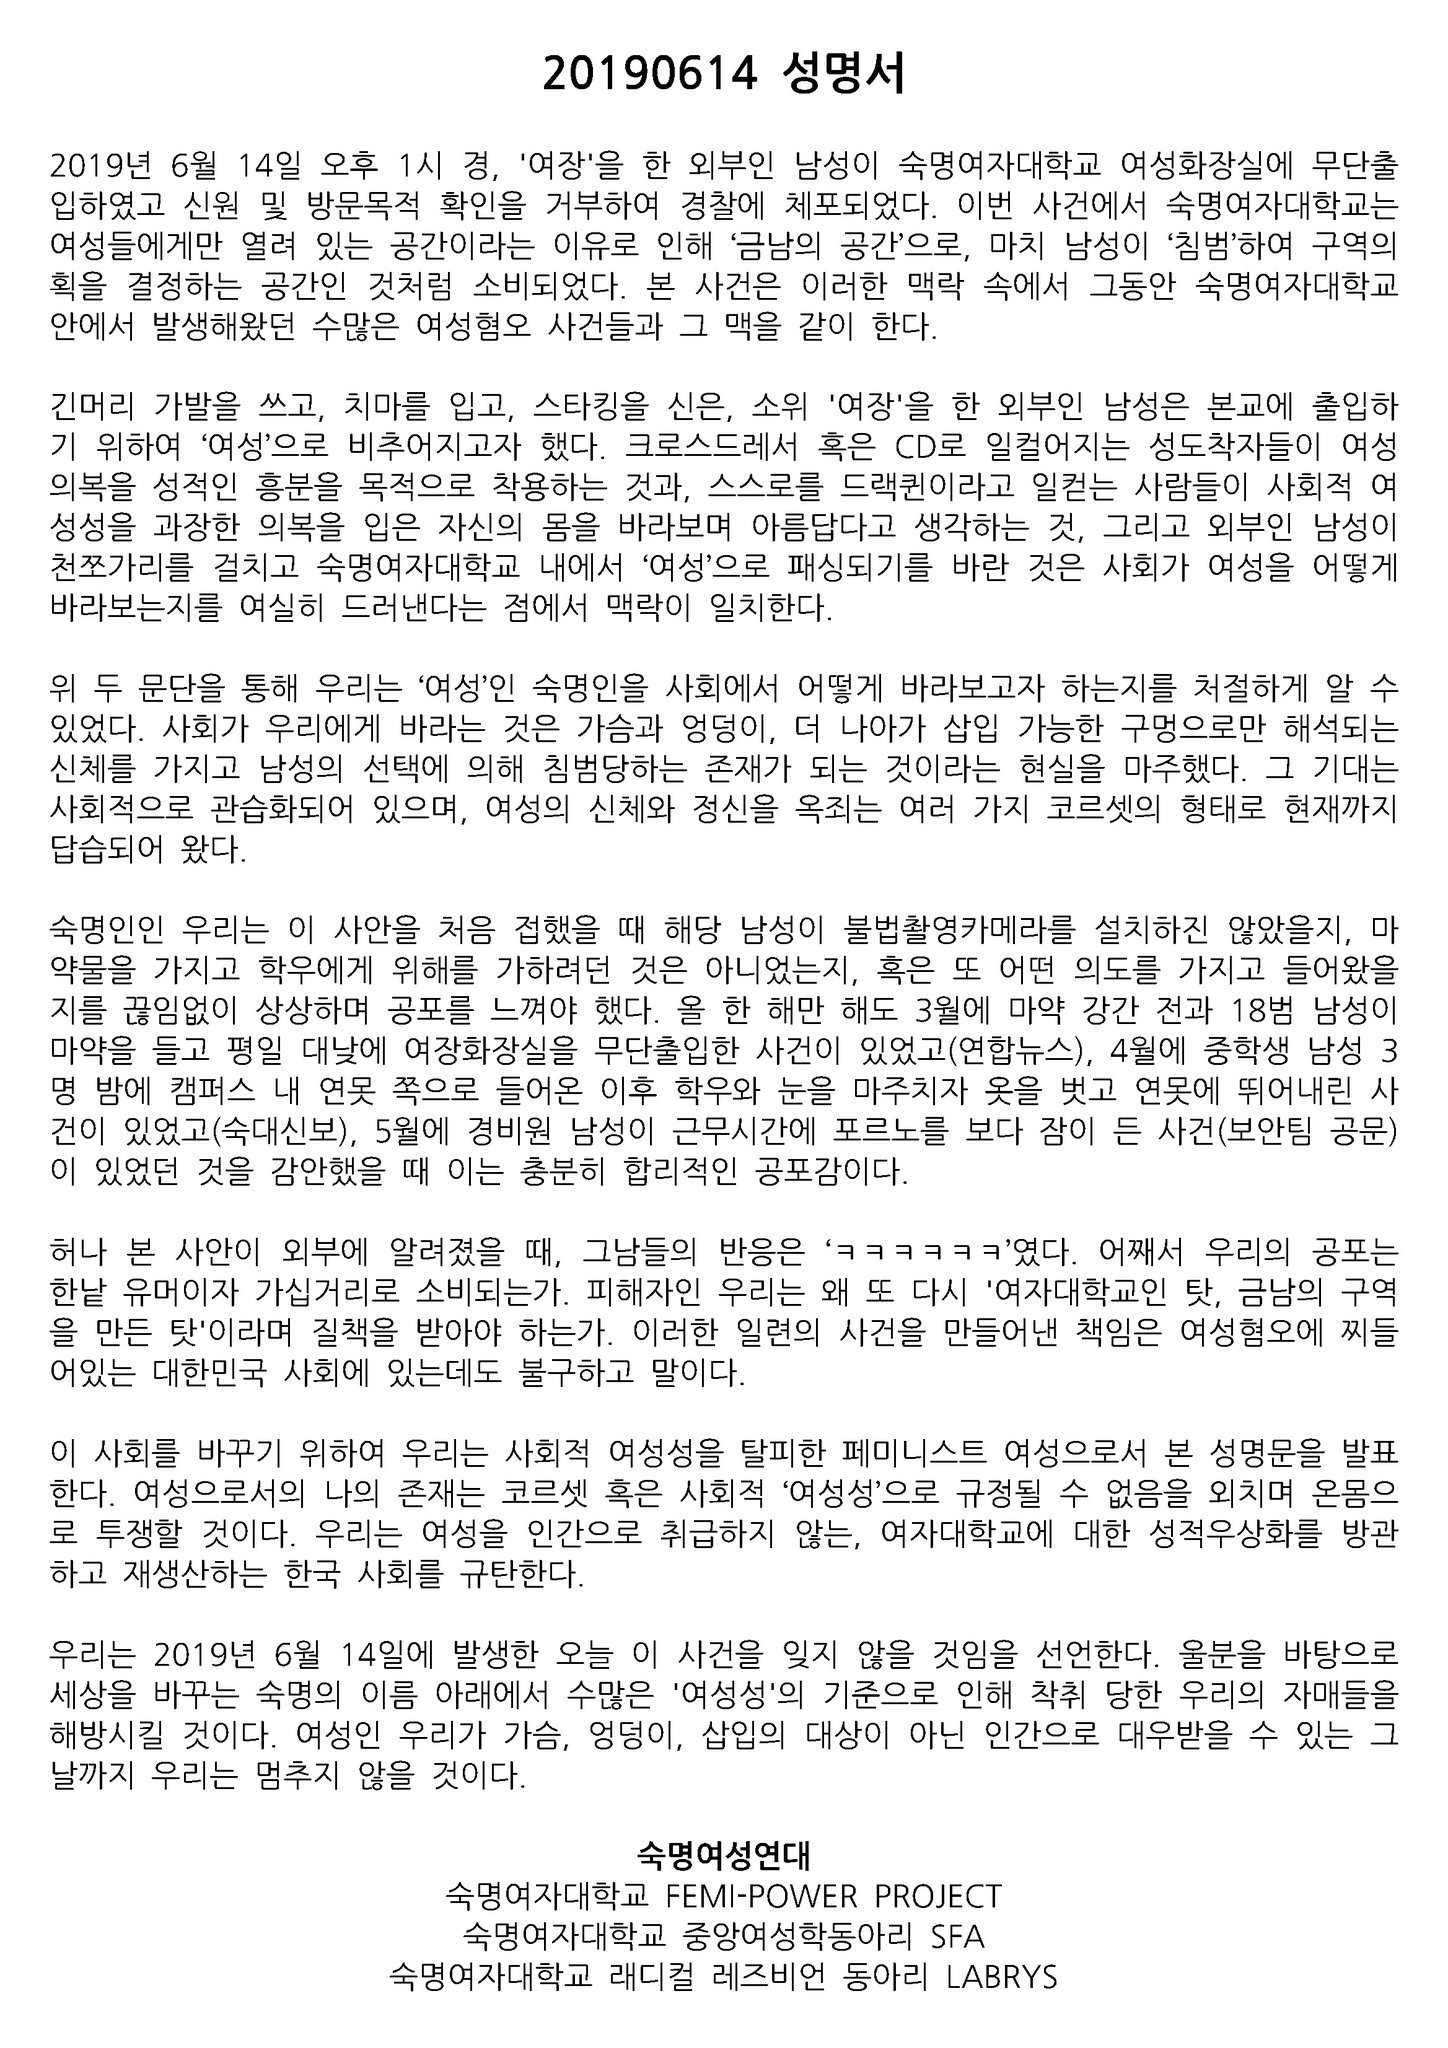 20190614 성명서
2019년 6월 14일 오후 1시 경, '여장'을 한 외부인 남성이 숙명여자대학교 여성화장실에 무단출
입하였고 신원 및 방문목적 확인을 거부하여 경찰에 체포되었다. 이번 사건에서 숙명여자대학교는
여성들에게만 열려 있는 공간이라는 이유로 인해 ‘금남의 공간’으로, 마치 남성이 ‘침범’하여 구역의
획을 결정하는 공간인 것처럼 소비되었다. 본 사건은 이러한 맥락 속에서 그동안 숙명여자대학교
안에서 발생해왔던 수많은 여성혐오 사건들과 그 맥을 같이 한다.
긴머리 가발을 쓰고, 치마를 입고, 스타킹을 신은, 소위 '여장'을 한 외부인 남성은 본교에 출입하
기 위하여 ‘여성’으로 비추어지고자 했다. 크로스드레서 혹은 CD로 일컬어지는 성도착자들이 여성
의복을 성적인 흥분을 목적으로 착용하는 것과, 스스로를 드랙퀸이라고 일컫는 사람들이 사회적 여
성성을 과장한 의복을 입은 자신의 몸을 바라보며 아름답다고 생각하는 것, 그리고 외부인 남성이
천쪼가리를 걸치고 숙명여자대학교 내에서 ‘여성’으로 패싱되기를 바란 것은 사회가 여성을 어떻게
바라보는지를 여실히 드러낸다는 점에서 맥락이 일치한다.
위 두 문단을 통해 우리는 ‘여성’인 숙명인을 사회에서 어떻게 바라보고자 하는지를 처절하게 알 수
있었다. 사회가 우리에게 바라는 것은 가슴과 엉덩이, 더 나아가 삽입 가능한 구멍으로만 해석되는
신체를 가지고 남성의 선택에 의해 침범당하는 존재가 되는 것이라는 현실을 마주했다. 그 기대는
사회적으로 관습화되어 있으며, 여성의 신체와 정신을 옥죄는 여러 가지 코르셋의 형태로 현재까지
답습되어 왔다.
숙명인인 우리는 이 사안을 처음 접했을 때 해당 남성이 불법촬영카메라를 설치하진 않았을지, 마
약물을 가지고 학우에게 위해를 가하려던 것은 아니었는지, 혹은 또 어떤 의도를 가지고 들어왔을
지를 끊임없이 상상하며 공포를 느껴야 했다. 올 한 해만 해도 3월에 마약 강간 전과 18범 남성이
마약을 들고 평일 대낮에 여장화장실을 무단출입한 사건이 있었고(연합뉴스), 4월에 중학생 남성 3
명 밤에 캠퍼스 내 연못 쪽으로 들어온 이후 학우와 눈을 마주치자 옷을 벗고 연못에 뛰어내린 사
건이 있었고(숙대신보), 5월에 경비원 남성이 근무시간에 포르노를 보다 잠이 든 사건(보안팀 공문)
이 있었던 것을 감안했을 때 이는 충분히 합리적인 공포감이다.
허나 본 사안이 외부에 알려졌을 때, 그남들의 반응은 ‘ㅋㅋㅋㅋㅋㅋ’였다. 어째서 우리의 공포는
한낱 유머이자 가십거리로 소비되는가. 피해자인 우리는 왜 또 다시 '여자대학교인 탓, 금남의 구역
을 만든 탓'이라며 질책을 받아야 하는가. 이러한 일련의 사건을 만들어낸 책임은 여성혐오에 찌들
어있는 대한민국 사회에 있는데도 불구하고 말이다.
이 사회를 바꾸기 위하여 우리는 사회적 여성성을 탈피한 페미니스트 여성으로서 본 성명문을 발표
한다. 여성으로서의 나의 존재는 코르셋 혹은 사회적 ‘여성성’으로 규정될 수 없음을 외치며 온몸으
로 투쟁할 것이다. 우리는 여성을 인간으로 취급하지 않는, 여자대학교에 대한 성적우상화를 방관
하고 재생산하는 한국 사회를 규탄한다.
우리는 2019년 6월 14일에 발생한 오늘 이 사건을 잊지 않을 것임을 선언한다. 울분을 바탕으로
세상을 바꾸는 숙명의 이름 아래에서 수많은 '여성성'의 기준으로 인해 착취 당한 우리의 자매들을
해방시킬 것이다. 여성인 우리가 가슴, 엉덩이, 삽입의 대상이 아닌 인간으로 대우받을 수 있는 그
날까지 우리는 멈추지 않을 것이다.
숙명여성연대
숙명여자대학교 FEMI-POWER PROJECT
숙명여자대학교 중앙여성학동아리 SFA
숙명여자대학교 래디컬 레즈비언 동아리 LABRYS